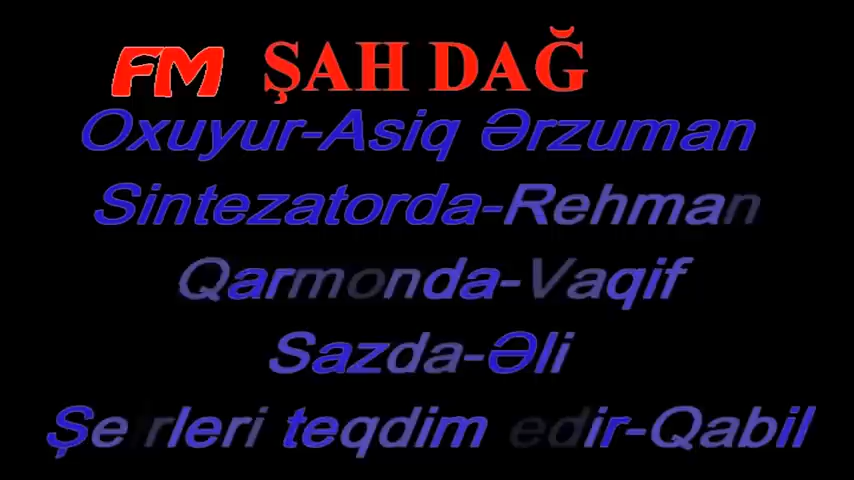 FM ŞAH DAĞ
Oxuyur-Asiq Ərzuman
Sintezatorda-Rehman
Qarmonda-Vaqif
Sazda-Əli
Şeirleri teqdim edir-Qabil